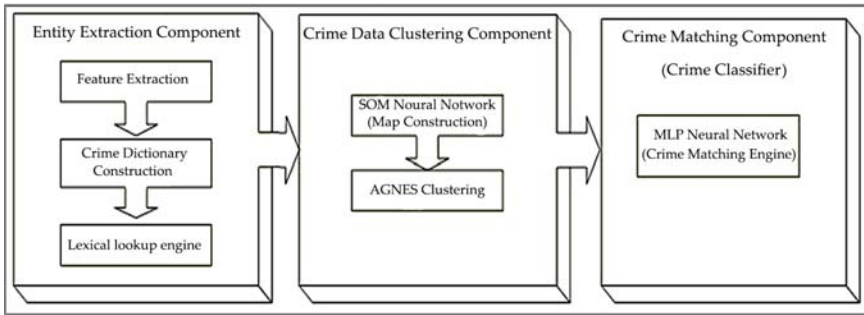 Entity Extraction Component
Feature Extraction
Crime Dictionary
Construction
Lexical lookup engine
Crime Data Clustering Component
SOM Neural Notwork
(Map Construction)
AGNES Clustering
Crime Matching Component
(Crime Classifier)
MLP Neural Network
(Crime Matching Engine)